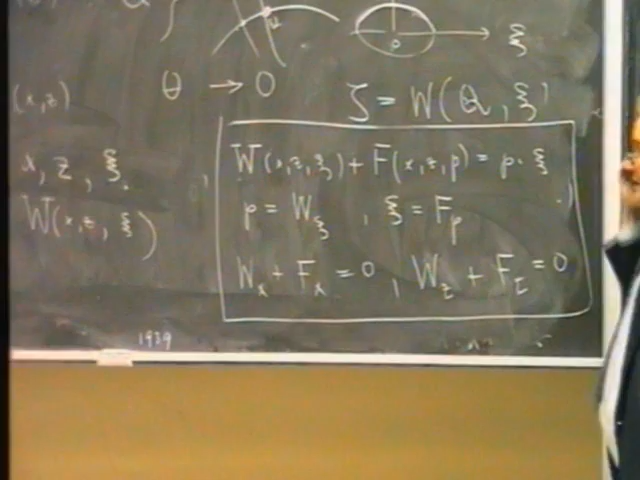 ξ
(x,z)
θ → 0
ζ = W(Q, ξ)
x, z, ξ.
W(x,z,ξ)
W(x,z,ξ) + F(x,z,p) = p·ξ
p = W_ξ , ξ = F_p
W_x + F_x = 0 , W_z + F_z = 0
1939